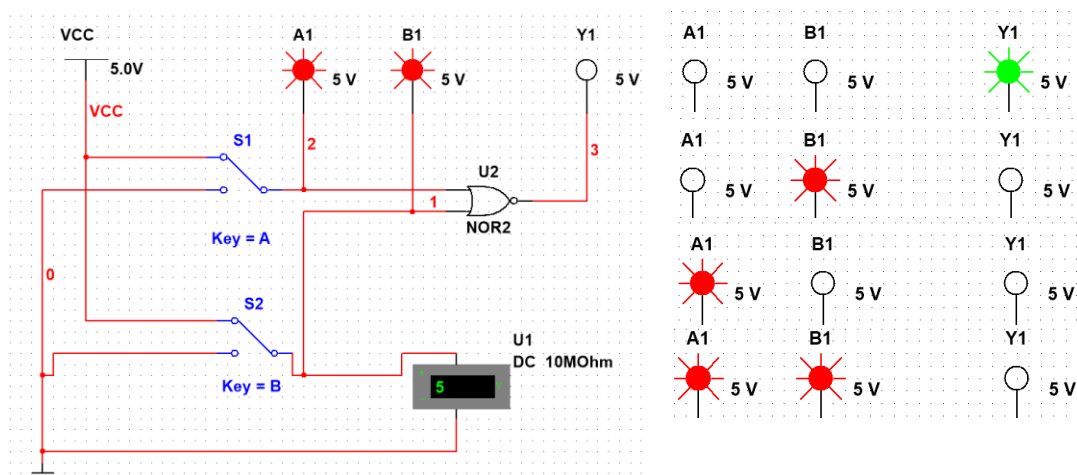 VCC
5.0V
VCC
A1
5 V
B1
5 V
Y1
5 V
S1
2
3
U2
1
NOR2
Key = A
0
S2
Key = B
U1
DC 10MOhm
5
V
A1 B1 Y1
5 V 5 V 5 V
A1 B1 Y1
5 V 5 V 5 V
A1 B1 Y1
5 V 5 V 5 V
A1 B1 Y1
5 V 5 V 5 V